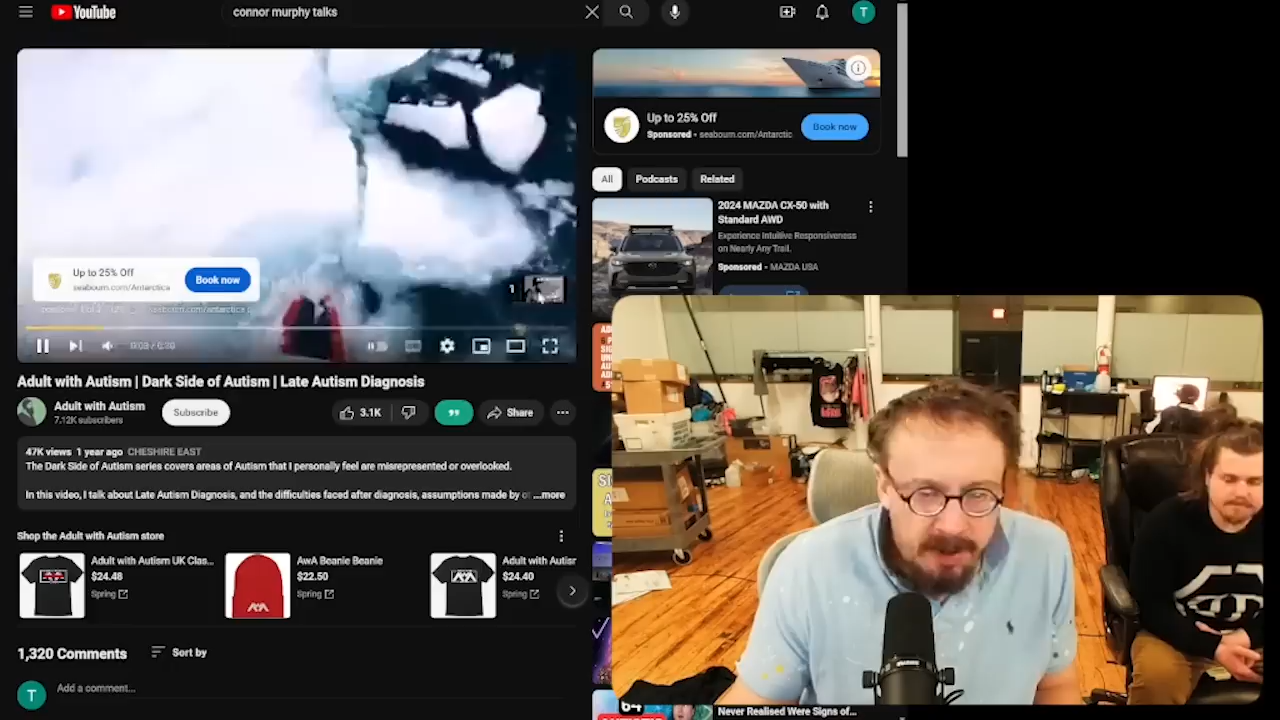 YouTube
connor murphy talks
T
Up to 25% Off
Sponsored • seabourn.com/Antarctic
Book now
All
Podcasts
Related
2024 MAZDA CX-50 with
Standard AWD
Experience Intuitive Responsiveness
on Nearly Any Trail.
Sponsored • MAZDA USA
Up to 25% Off
seabourn.com/Antarctica
Book now
Adult with Autism | Dark Side of Autism | Late Autism Diagnosis
Adult with Autism
7.12K subscribers
Subscribe
3.1K
Share
47K views 1 year ago CHESHIRE EAST
The Dark Side of Autism series covers areas of Autism that I personally feel are misrepresented or overlooked.
In this video, I talk about Late Autism Diagnosis, and the difficulties faced after diagnosis, assumptions made by ot ...more
Shop the Adult with Autism store
Adult with Autism UK Clas...
$24.48
Spring
AwA Beanie Beanie
$22.50
Spring
Adult with Autisr
$24.40
Spring
1,320 Comments
Sort by
T
Add a comment...
Never Realised Were Signs of...